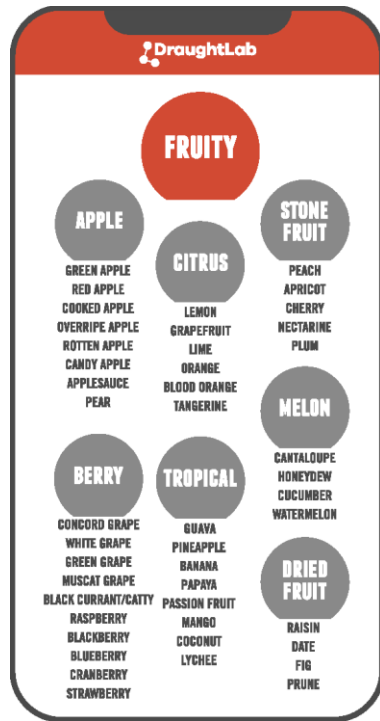 DraughtLab
FRUITY
APPLE
GREEN APPLE
RED APPLE
COOKED APPLE
OVERRIPE APPLE
ROTTEN APPLE
CANDY APPLE
APPLESAUCE
PEAR
CITRUS
LEMON
GRAPEFRUIT
LIME
ORANGE
BLOOD ORANGE
TANGERINE
STONE
FRUIT
PEACH
APRICOT
CHERRY
NECTARINE
PLUM
BERRY
CONCORD GRAPE
WHITE GRAPE
GREEN GRAPE
MUSCAT GRAPE
BLACK CURRANT/CATTY
RASPBERRY
BLACKBERRY
BLUEBERRY
CRANBERRY
STRAWBERRY
TROPICAL
GUAVA
PINEAPPLE
BANANA
PAPAYA
PASSION FRUIT
MANGO
COCONUT
LYCHEE
MELON
CANTALOUPE
HONEYDEW
CUCUMBER
WATERMELON
DRIED
FRUIT
RAISIN
DATE
FIG
PRUNE